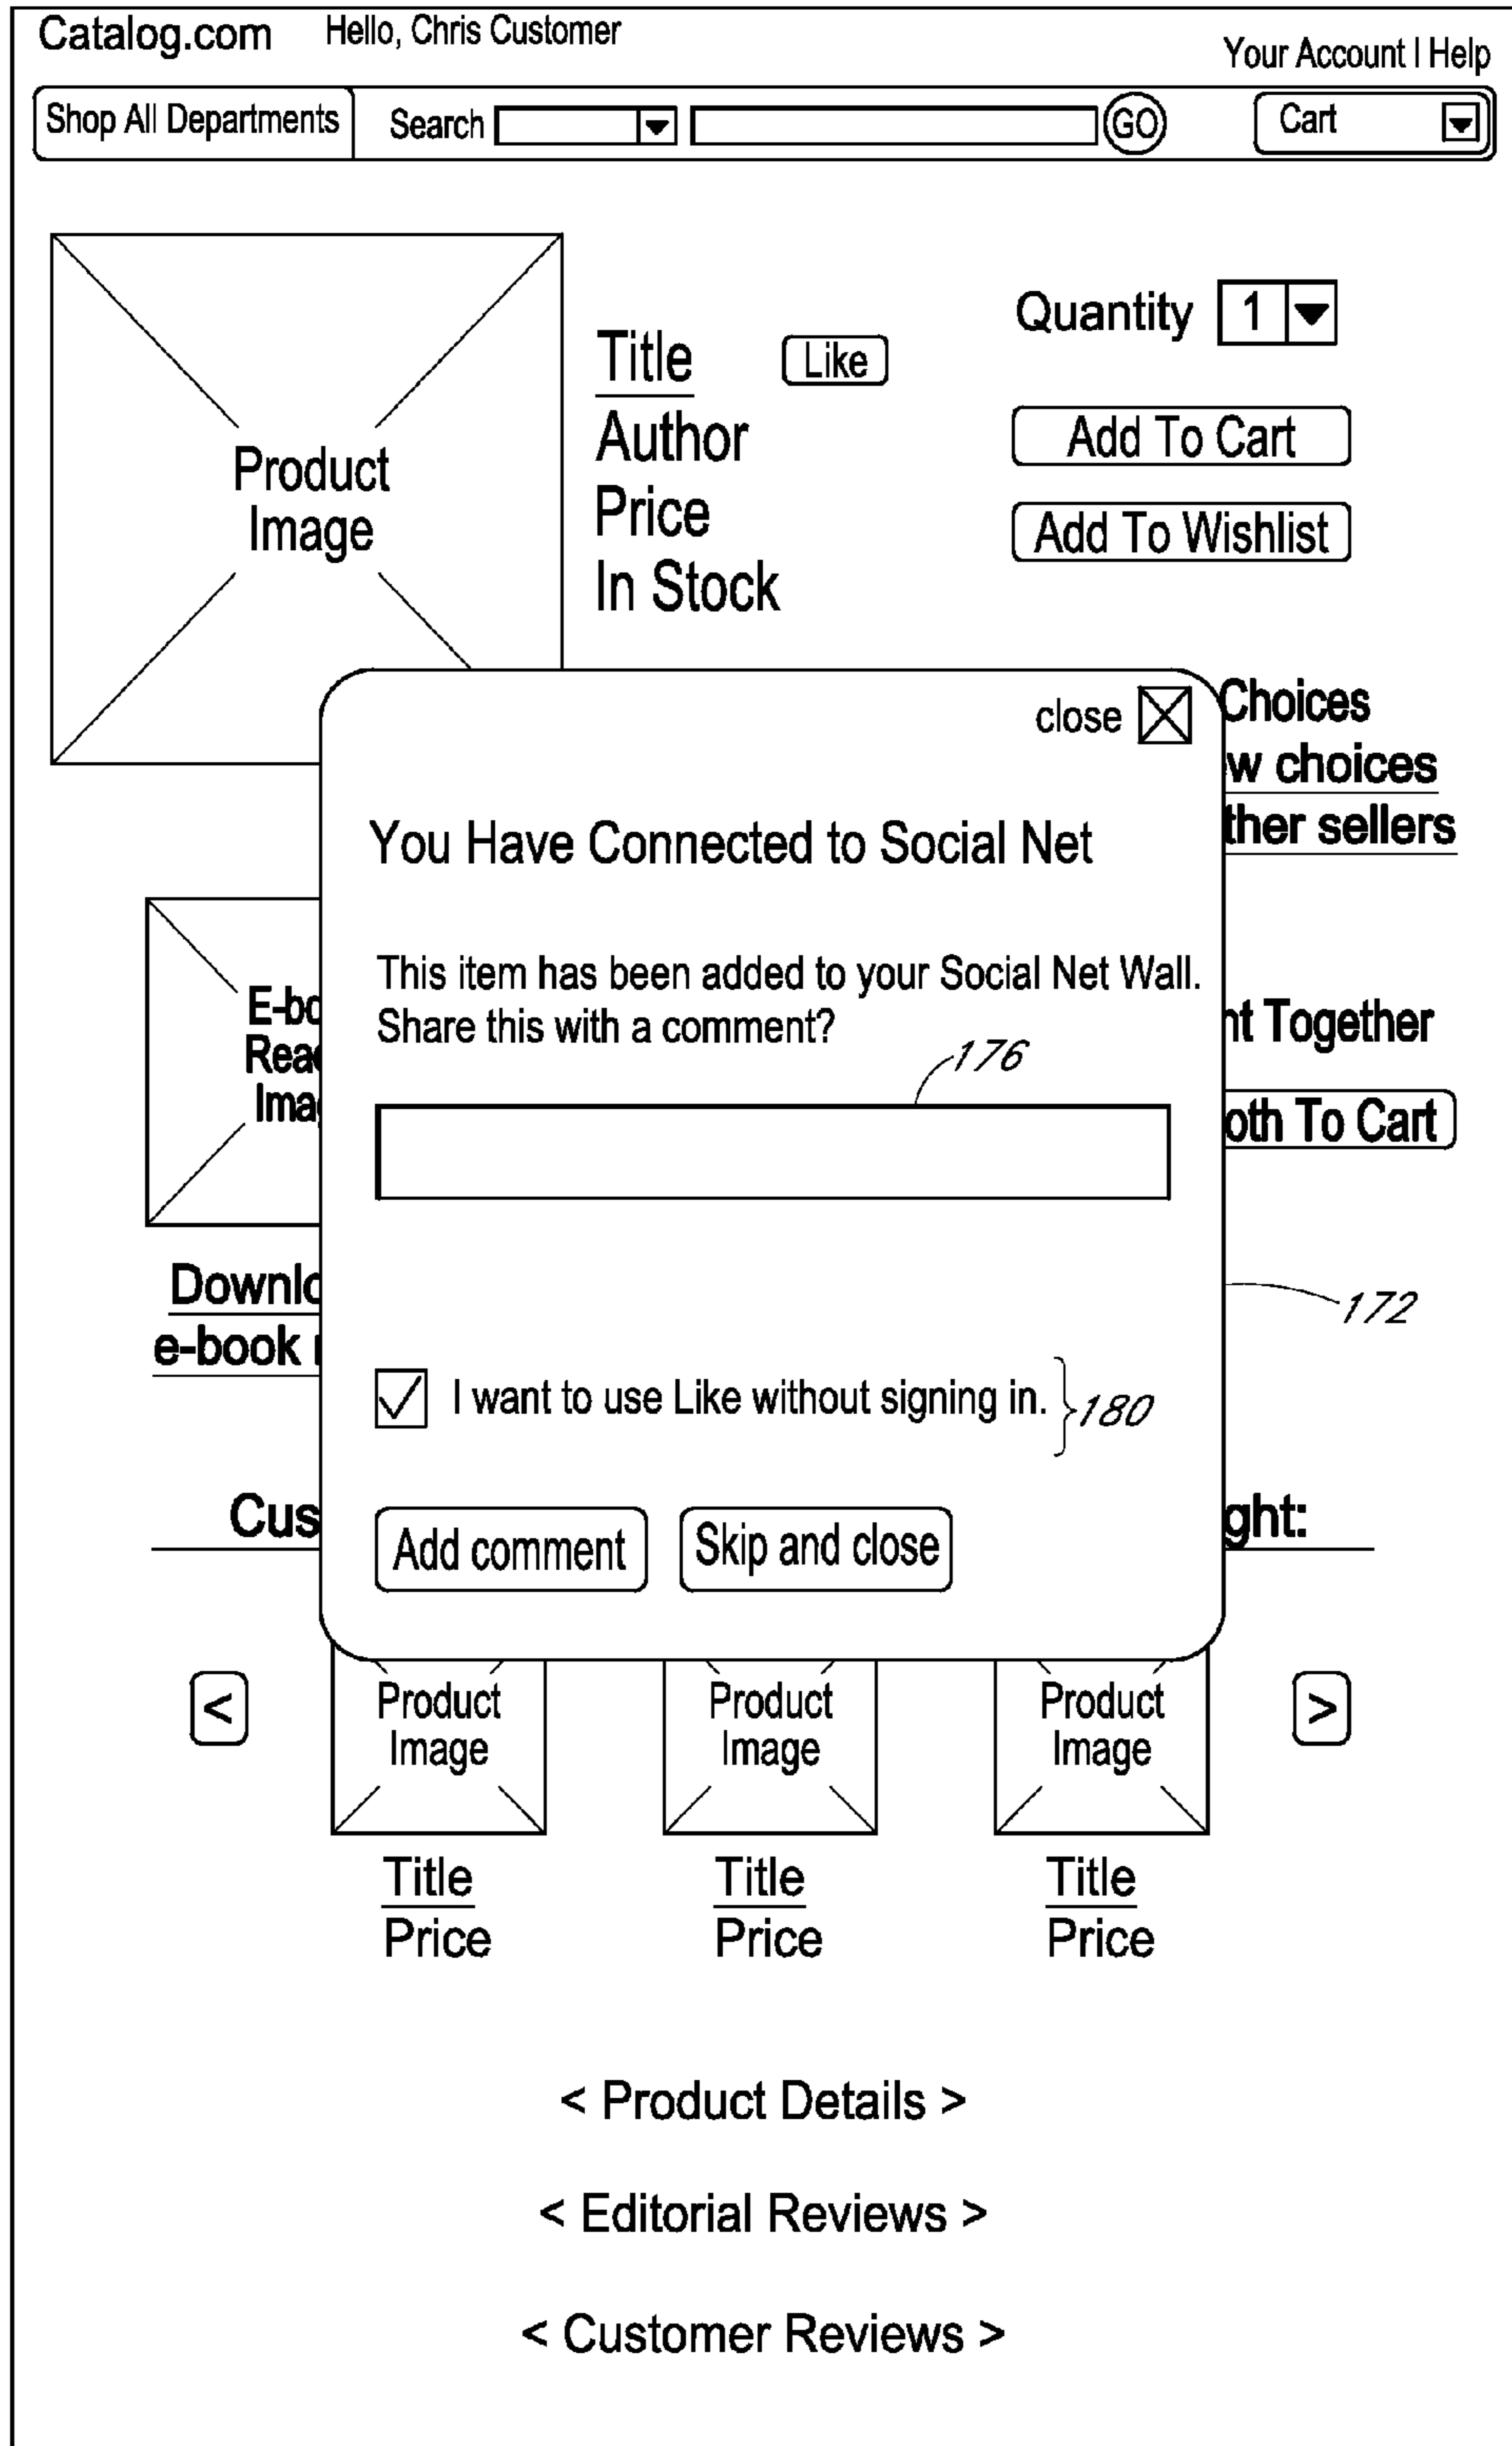 Catalog.com
Hello, Chris Customer
Your Account | Help
Shop All Departments
Search
GO
Cart
Product
Image
Title
Like
Author
Price
In Stock
Quantity 1
Add To Cart
Add To Wishlist
Choices
choices
sellers
Together
To Cart
close
You Have Connected to Social Net
This item has been added to your Social Net Wall.
Share this with a comment?
176
172
I want to use Like without signing in.
180
Add comment
Skip and close
e-book
<
Product
Image
Title
Price
Product
Image
Title
Price
Product
Image
Title
Price
>
< Product Details >
< Editorial Reviews >
< Customer Reviews >